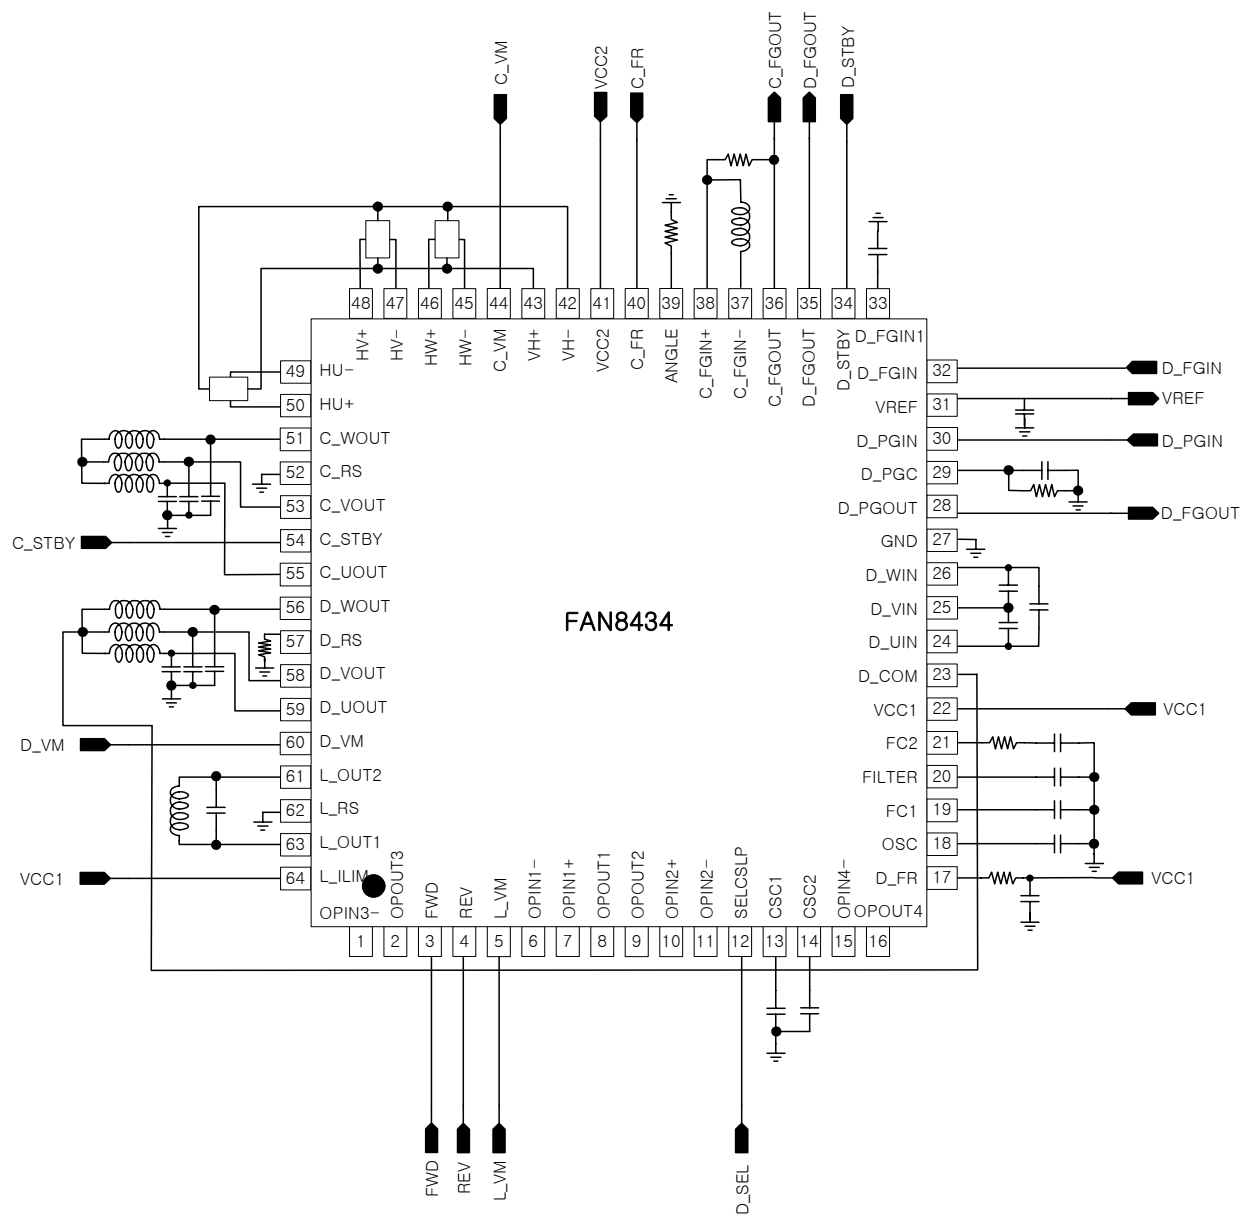 C_VM
VCC2
C_FR
C_FGOUT
D_FGOUT
D_STBY
48
47
46
45
44
43
42
41
40
39
38
37
36
35
34
33
HV+
HV-
HW+
HW-
C_VM
VH+
VH-
VCC2
C_FR
ANGLE
C_FGIN+
C_FGIN-
C_FGOUT
D_FGOUT
D_STBY
D_FGIN1
49 HU-
50 HU+
51 C_WOUT
52 C_RS
53 C_VOUT
C_STBY 54 C_STBY
55 C_UOUT
56 D_WOUT
57 D_RS
58 D_VOUT
59 D_UOUT
D_VM 60 D_VM
61 L_OUT2
62 L_RS
63 L_OUT1
VCC1 64 L_ILIM
FAN8434
D_FGIN 32 D_FGIN
VREF 31 VREF
D_PGIN 30 D_PGIN
D_PGC 29
D_PGOUT 28 D_FGOUT
GND 27
D_WIN 26
D_VIN 25
D_UIN 24
D_COM 23
VCC1 22 VCC1
FC2 21
FILTER 20
FC1 19
OSC 18
D_FR 17 VCC1
OPIN3-
OPOUT3
FWD
REV
L_VM
OPIN1-
OPIN1+
OPOUT1
OPOUT2
OPIN2+
OPIN2-
SELCSLP
CSC1
CSC2
OPIN4-
OPOUT4
1
2
3
4
5
6
7
8
9
10
11
12
13
14
15
16
FWD
REV
L_VM
D_SEL